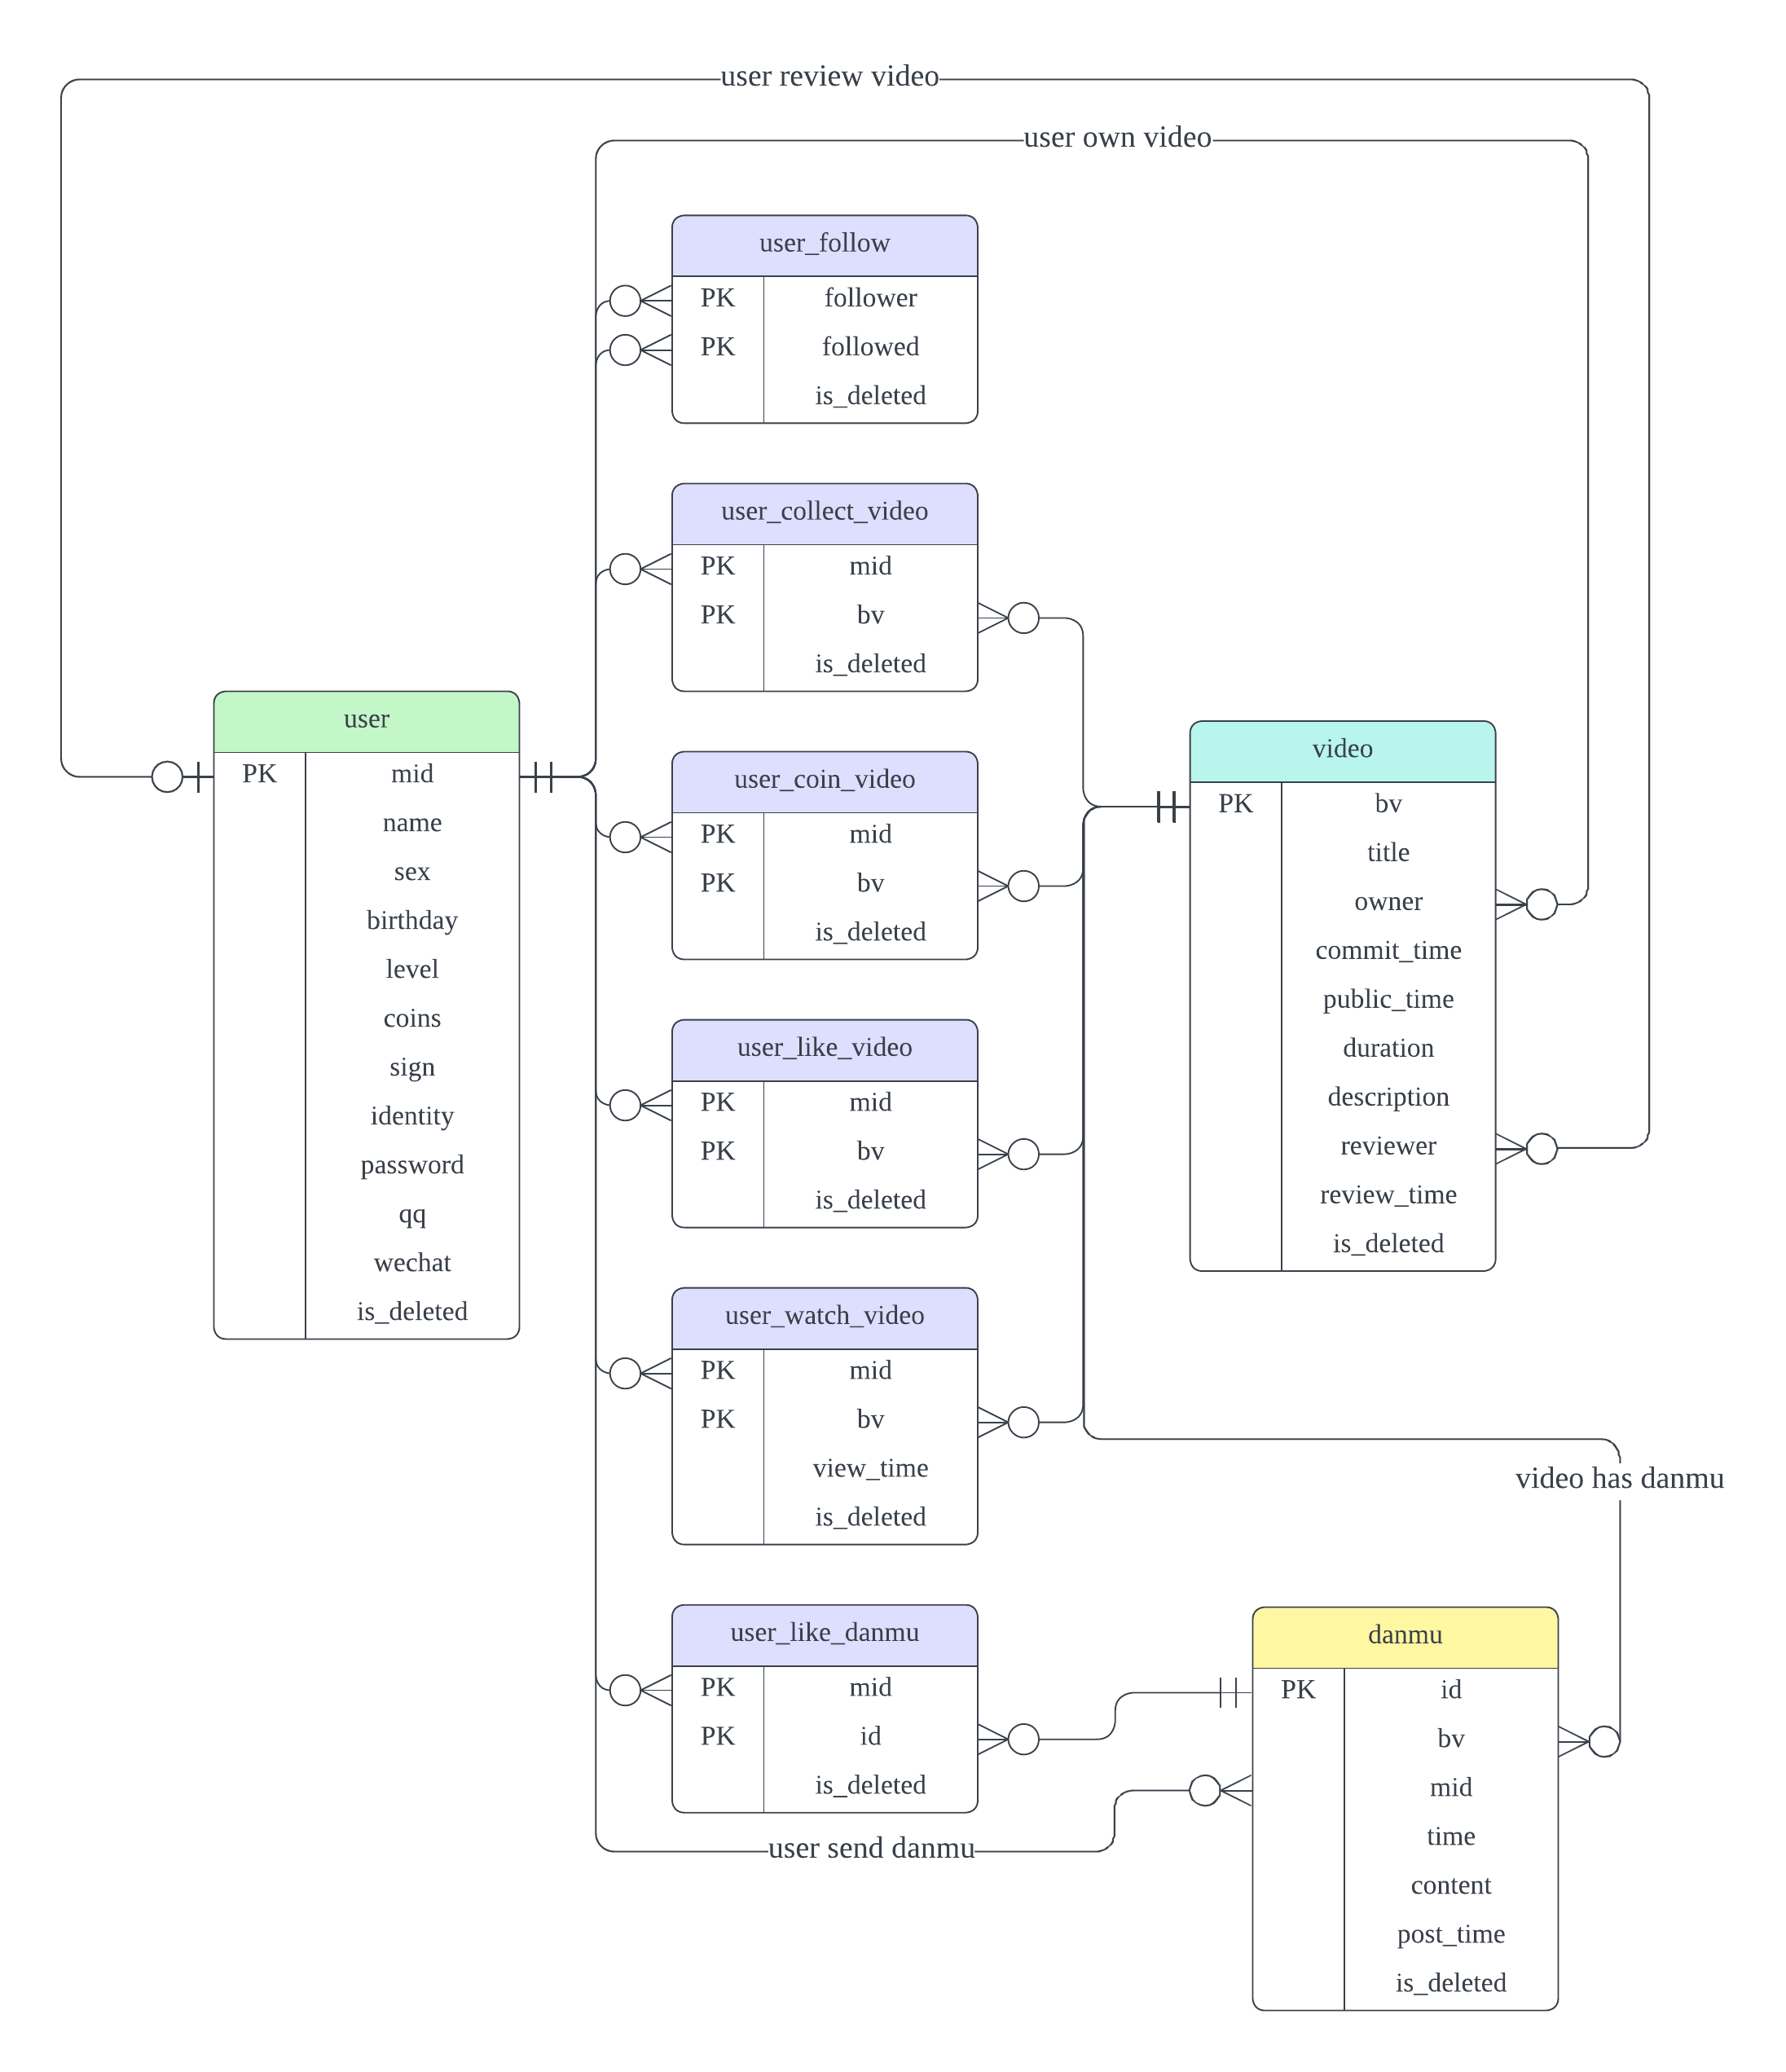 user review video
user own video
user_follow
PK follower
PK followed
is_deleted
user_collect_video
PK mid
PK bv
is_deleted
user
PK mid
name
sex
birthday
level
coins
sign
identity
password
qq
wechat
is_deleted
user_coin_video
PK mid
PK bv
is_deleted
video
PK bv
title
owner
commit_time
public_time
duration
description
reviewer
review_time
is_deleted
user_like_video
PK mid
PK bv
is_deleted
user_watch_video
PK mid
PK bv
view_time
is_deleted
video has danmu
user_like_danmu
PK mid
PK id
is_deleted
danmu
PK id
bv
mid
time
content
post_time
is_deleted
user send danmu